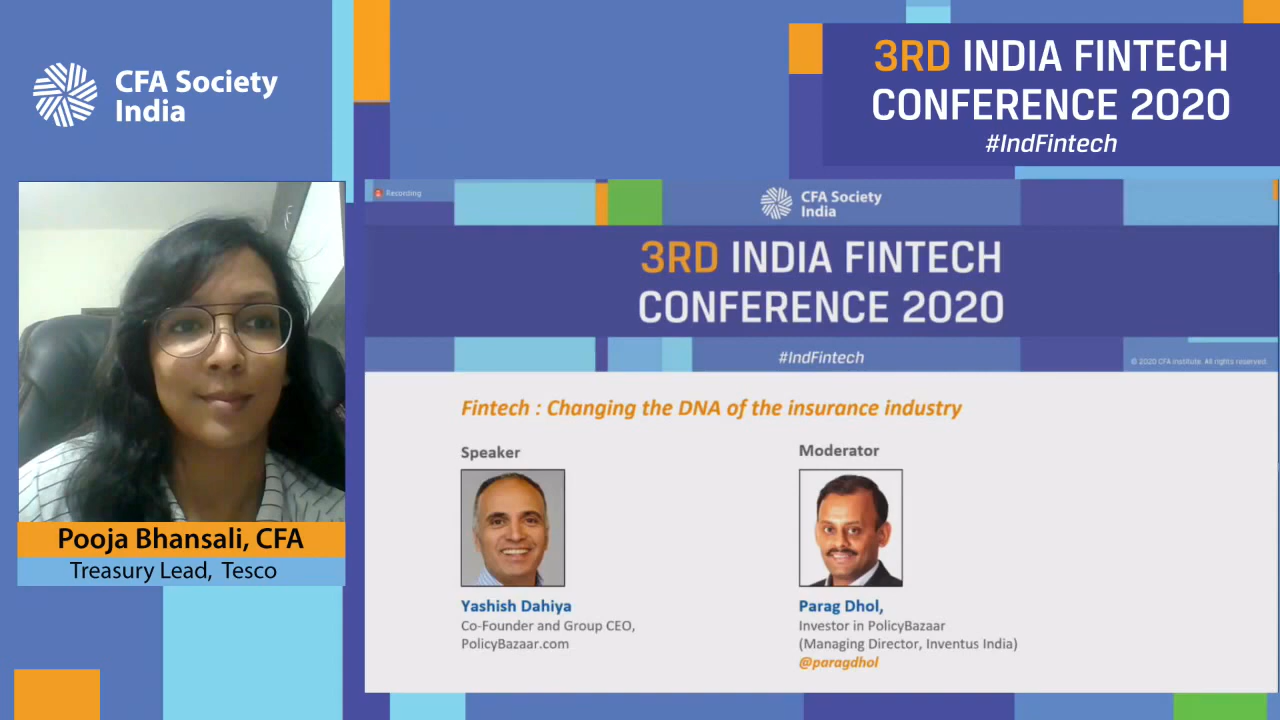 CFA Society
India
3RD INDIA FINTECH
CONFERENCE 2020
#IndFintech
Recording
CFA Society
India
3RD INDIA FINTECH
CONFERENCE 2020
#IndFintech
© 2020 CFA Institute. All rights reserved.
Fintech : Changing the DNA of the insurance industry
Speaker
Yashish Dahiya
Co-Founder and Group CEO,
PolicyBazaar.com
Moderator
Parag Dhol,
Investor in PolicyBazaar
(Managing Director, Inventus India)
@paragdhol
Pooja Bhansali, CFA
Treasury Lead, Tesco